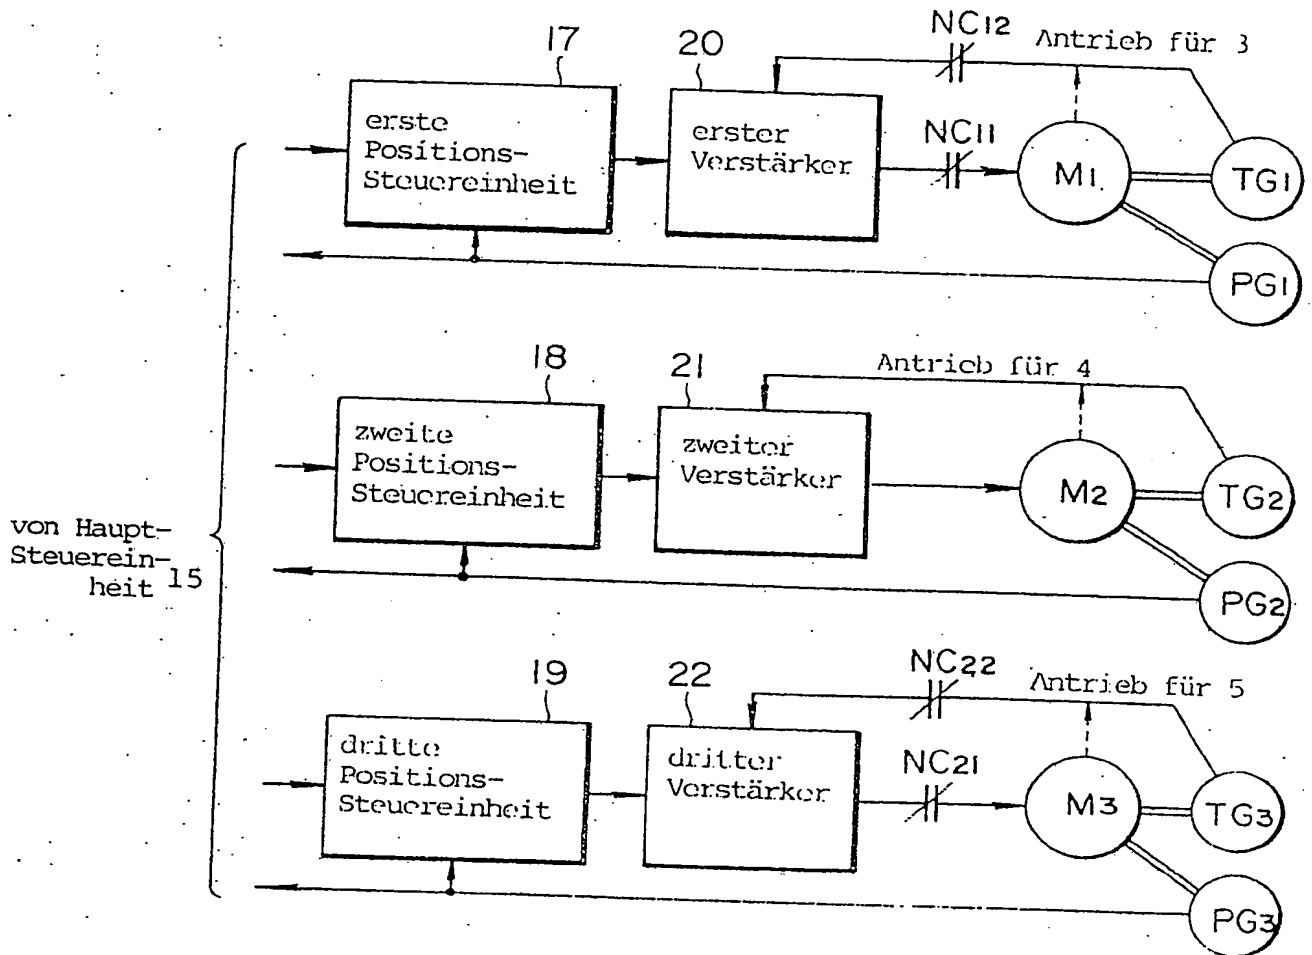 17
20
NC12
Antrieb für 3
erste
Positions-
Steuereinheit
erster
Verstärker
NC11
M1
TG1
PG1
18
21
Antrieb für 4
zweite
Positions-
Steuereinheit
zweiter
Verstärker
M2
TG2
PG2
von Haupt-
Steuerein-
heit 15
19
22
NC22
Antrieb für 5
dritte
Positions-
Steuereinheit
dritter
Verstärker
NC21
M3
TG3
PG3